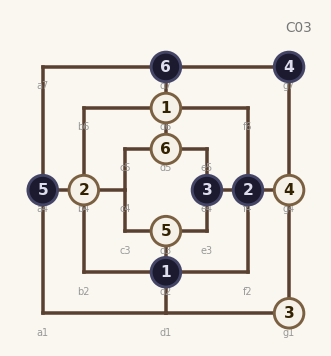 C03
6 4
a7 d7 g7
1
b6 d6 f6
6
c5 d5 e5
5 2 3 2 4
a4 b4 c4 e4 f4 g4
5
c3 d3 e3
1
b2 d2 f2
3
a1 d1 g1